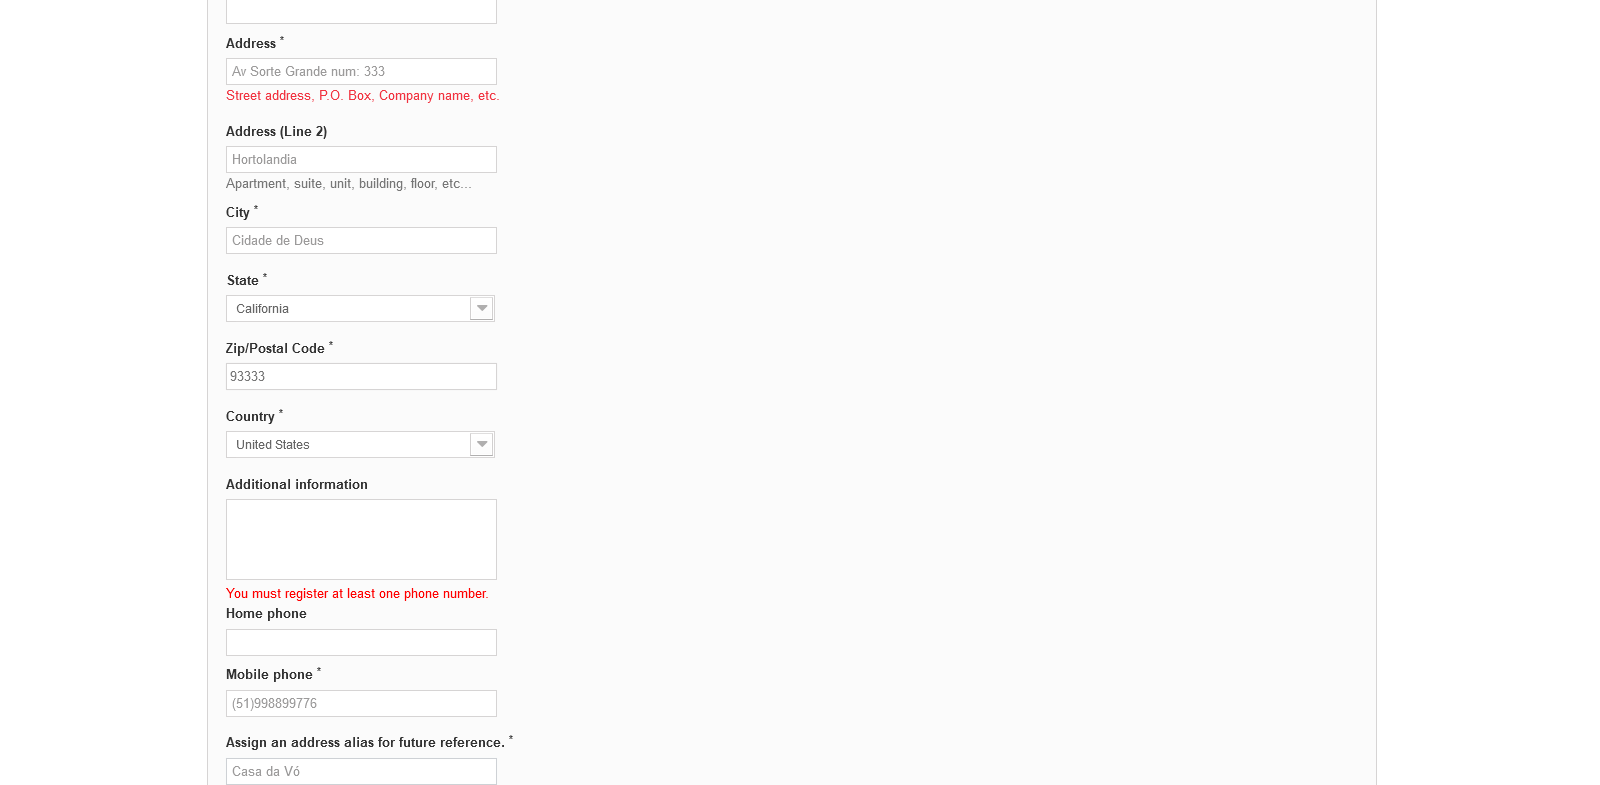 Address *
Av Sorte Grande num: 333
Street address, P.O. Box, Company name, etc.
Address (Line 2)
Hortolandia
Apartment, suite, unit, building, floor, etc...
City *
Cidade de Deus
State *
California
Zip/Postal Code *
93333
Country *
United States
Additional information
You must register at least one phone number.
Home phone
Mobile phone *
(51)998899776
Assign an address alias for future reference. *
Casa da Vó